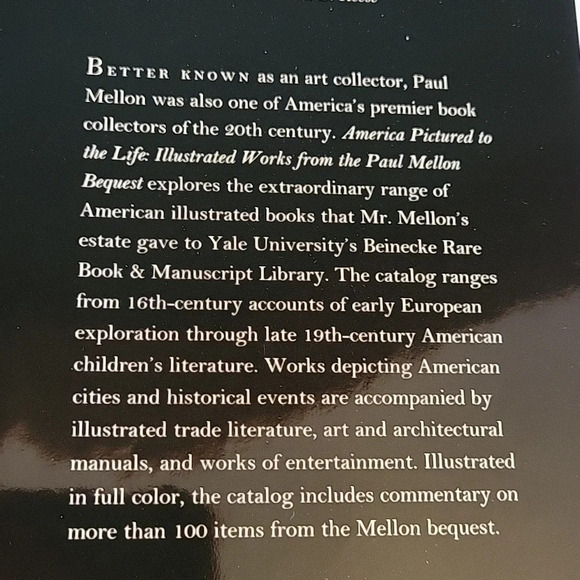 BETTER KNOWN as an art collector, Paul
Mellon was also one of America's premier book
collectors of the 20th century. America Pictured to
the Life: Illustrated Works from the Paul Mellon
Bequest explores the extraordinary range of
American illustrated books that Mr. Mellon's
estate gave to Yale University's Beinecke Rare
Book & Manuscript Library. The catalog ranges
from 16th-century accounts of early European
exploration through late 19th-century American
children's literature. Works depicting American
cities and historical events are accompanied by
illustrated trade literature, art and architectural
manuals, and works of entertainment. Illustrated
in full color, the catalog includes commentary on
more than 100 items from the Mellon bequest.